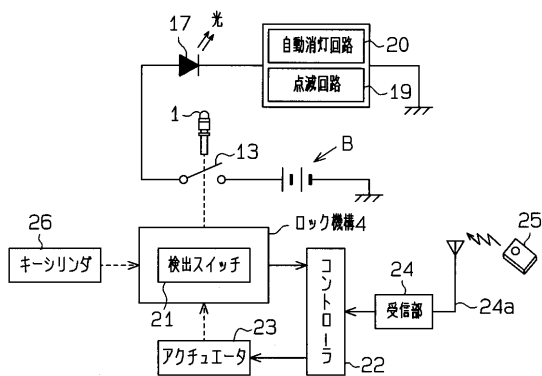 17
光
自動消灯回路
20
点滅回路
19
1
13
B
26
ロック機構4
25
キーシリンダ
検出スイッチ
21
コントローラ
24
受信部
24a
23
アクチュエータ
22